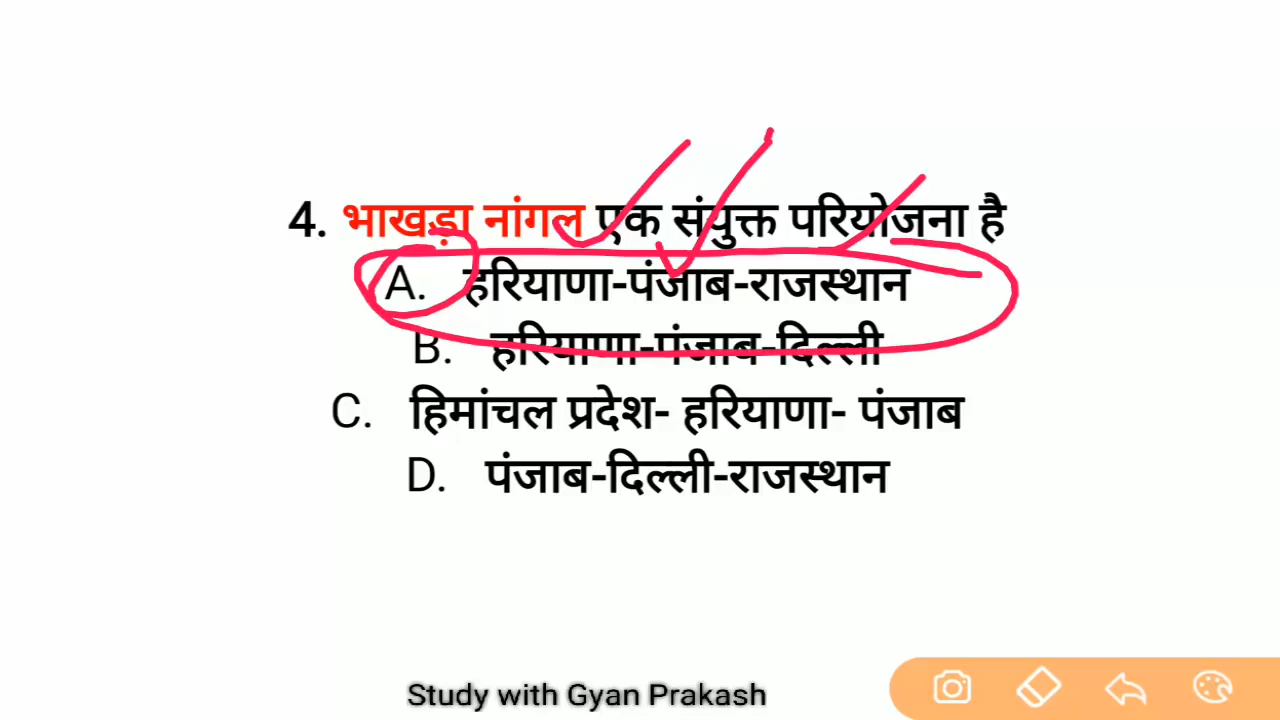 4. भाखड़ा नांगल एक संयुक्त परियोजना है
A. हरियाणा-पंजाब-राजस्थान
B. हरियाणा-पंजाब-दिल्ली
C. हिमांचल प्रदेश- हरियाणा- पंजाब
D. पंजाब-दिल्ली-राजस्थान
Study with Gyan Prakash